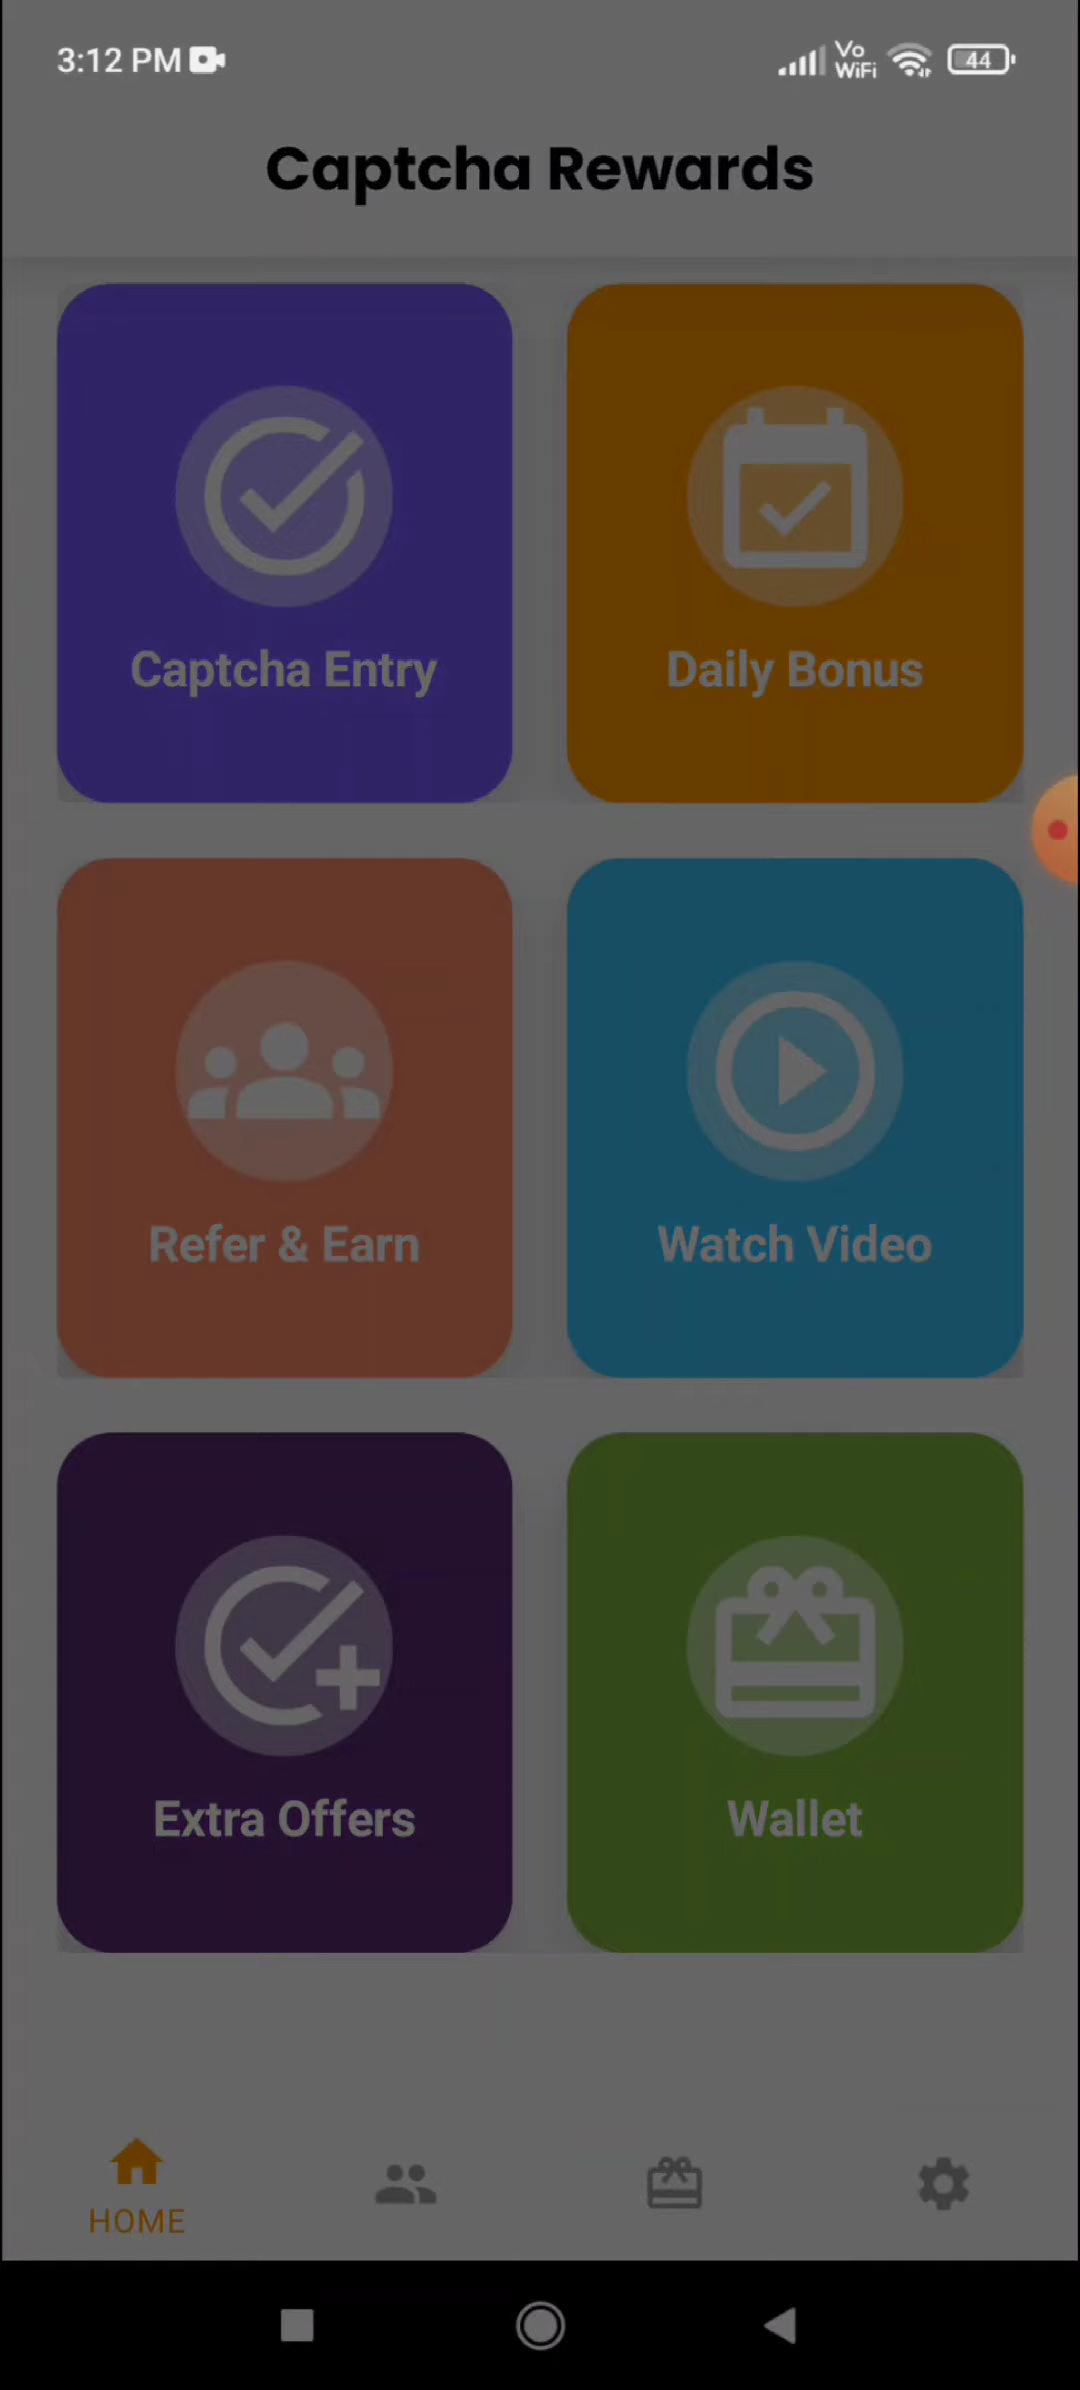 3:12 PM
Vo
WiFi
44
Captcha Rewards
Captcha Entry
Daily Bonus
Refer & Earn
Watch Video
Extra Offers
Wallet
HOME